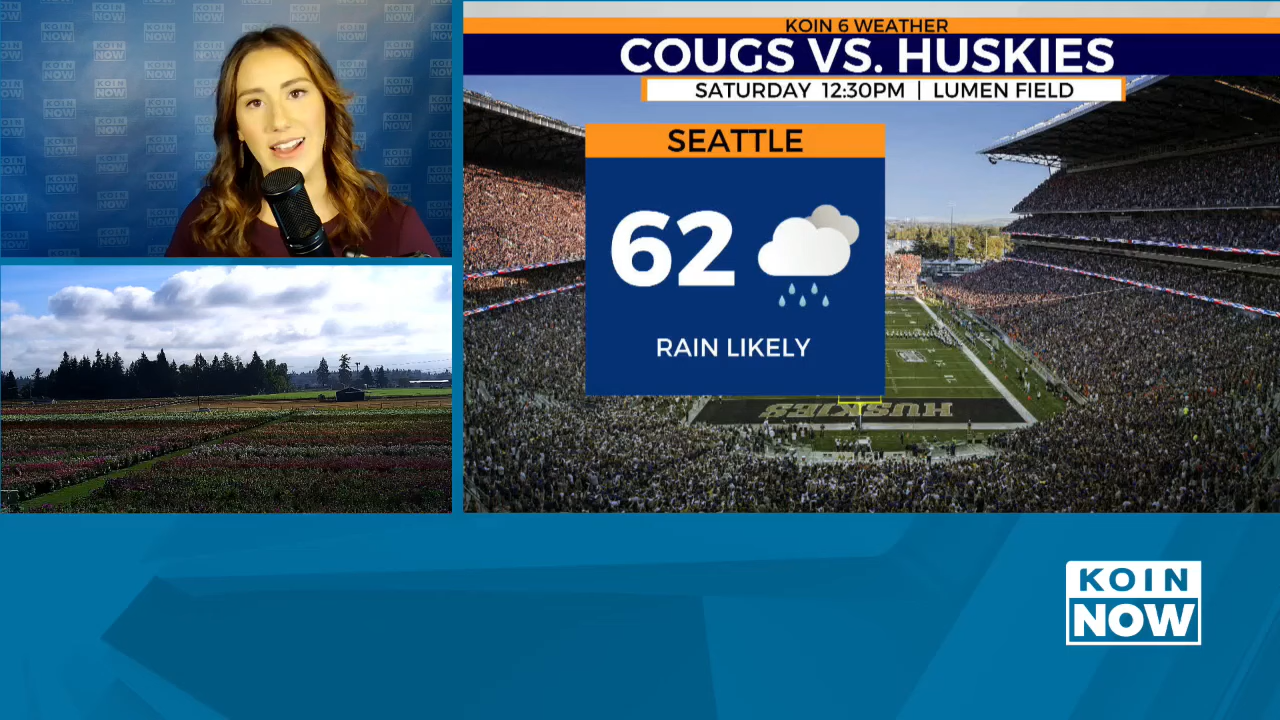 KOIN 6 WEATHER
COUGS VS. HUSKIES
SATURDAY 12:30PM | LUMEN FIELD
SEATTLE
62
RAIN LIKELY
HUSKIES
KOIN
NOW